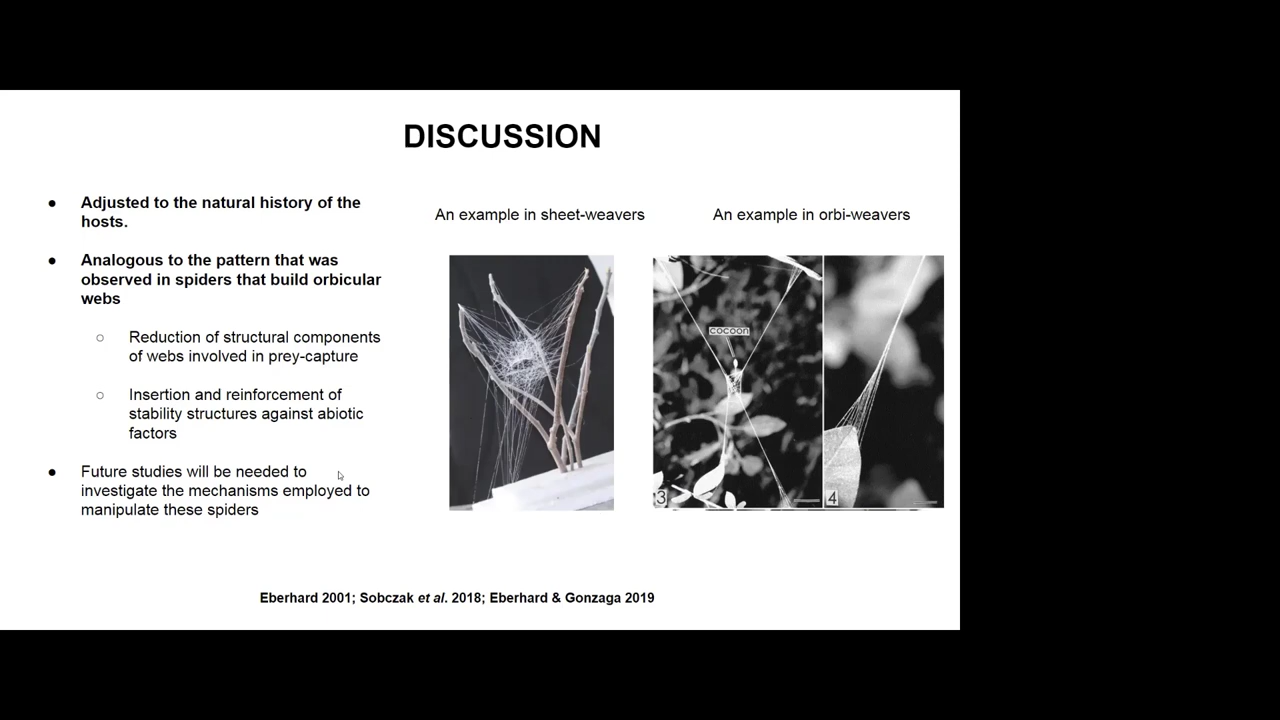 DISCUSSION
● Adjusted to the natural history of the
hosts.
● Analogous to the pattern that was
observed in spiders that build orbicular
webs
○ Reduction of structural components
of webs involved in prey-capture
○ Insertion and reinforcement of
stability structures against abiotic
factors
● Future studies will be needed to
investigate the mechanisms employed to
manipulate these spiders
An example in sheet-weavers
An example in orbi-weavers
cocoon
3
4
Eberhard 2001; Sobczak et al. 2018; Eberhard & Gonzaga 2019